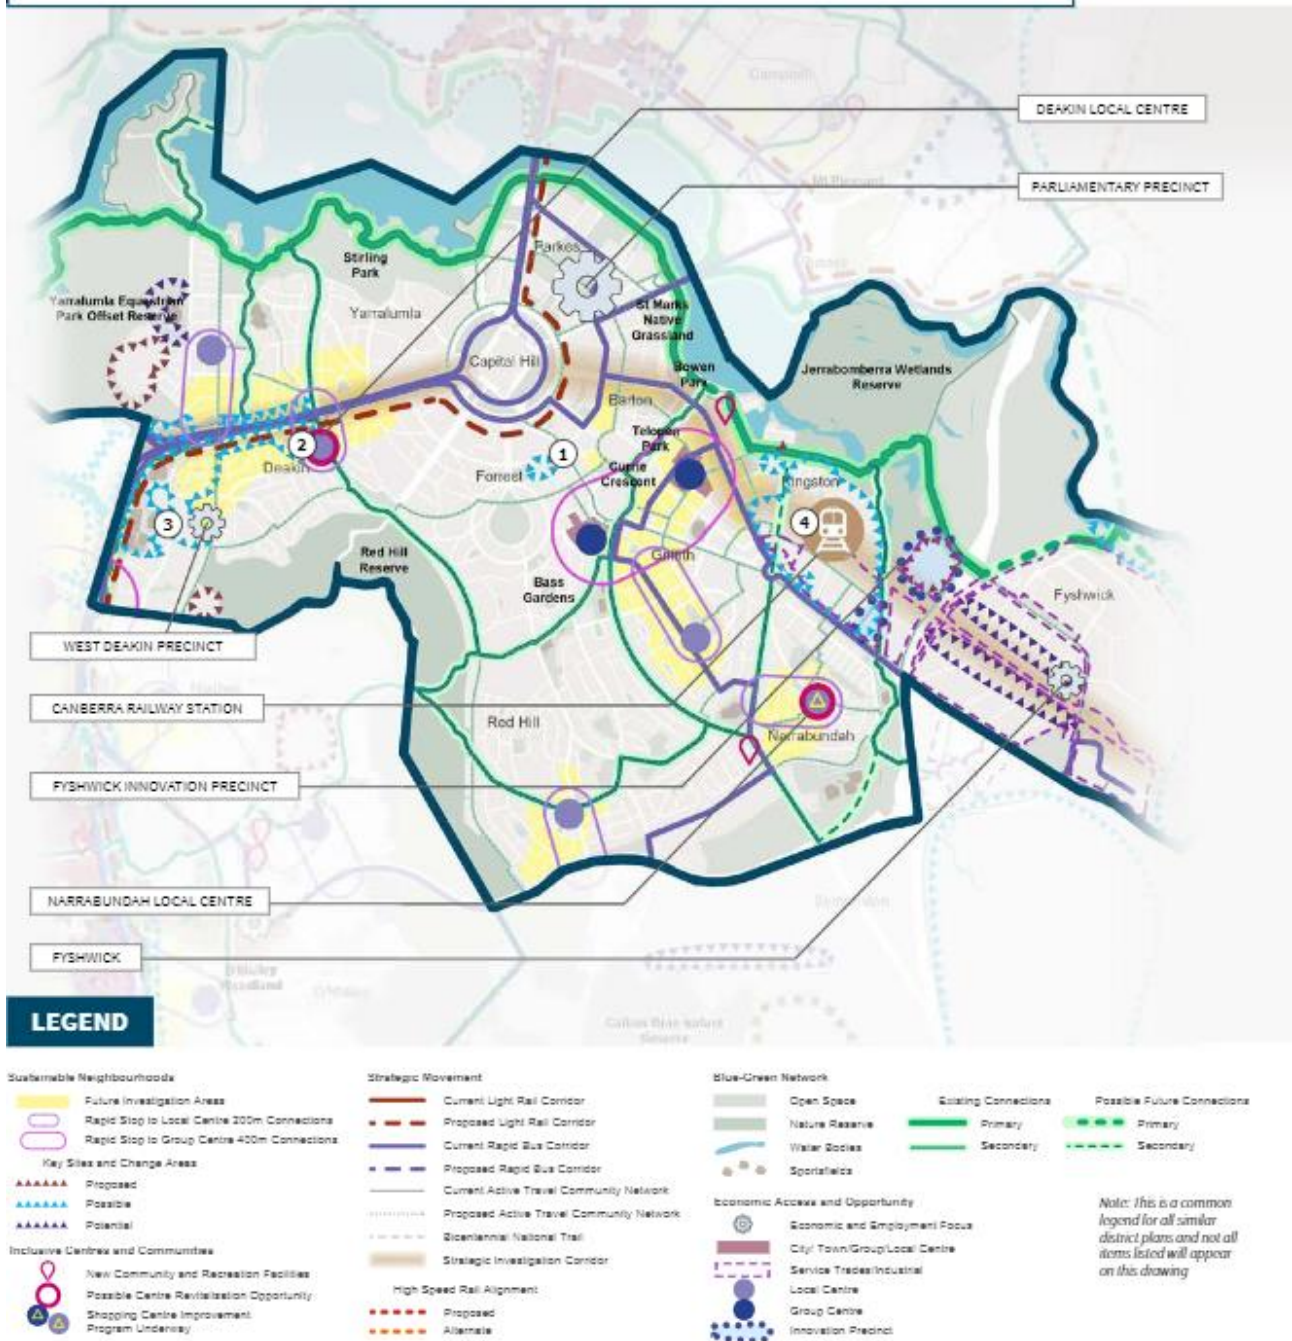 DEAKIN LOCAL CENTRE
PARLIAMENTARY PRECINCT
Campbell
Mt Pleasant
Russell
Parkes
Stirling
Park
Yarralumla Equestrian
Park Offset Reserve
Yarralumla
St Marks
Native
Grassland
Capital Hill
Bowen
Park
Jerrabomberra Wetlands
Reserve
Barton
Telopea
Park
2
1
Deakin
Forrest
Currie
Crescent
Kingston
3
4
Red Hill
Reserve
Griffith
Bass
Gardens
Fyshwick
WEST DEAKIN PRECINCT
CANBERRA RAILWAY STATION
Red Hill
Narrabundah
FYSHWICK INNOVATION PRECINCT
NARRABUNDAH LOCAL CENTRE
Symonston
FYSHWICK
Callum Brae Nature
Reserve
LEGEND
Sustainable Neighbourhoods
Future Investigation Areas
Rapid Stop to Local Centre 200m Connections
Rapid Stop to Group Centre 400m Connections
Key Sites and Change Areas
Proposed
Possible
Potential
Inclusive Centres and Communities
New Community and Recreation Facilities
Possible Centre Revitalisation Opportunity
Shopping Centre Improvement
Program Underway
Strategic Movement
Current Light Rail Corridor
Proposed Light Rail Corridor
Current Rapid Bus Corridor
Proposed Rapid Bus Corridor
Current Active Travel Community Network
Proposed Active Travel Community Network
Bicentennial National Trail
Strategic Investigation Corridor
High Speed Rail Alignment
Proposed
Alternate
Blue-Green Network
Open Space
Nature Reserve
Water Bodies
Sportsfields
Existing Connections
Primary
Secondary
Possible Future Connections
Primary
Secondary
Economic Access and Opportunity
Economic and Employment Focus
City/ Town/Group/Local Centre
Service Trades/Industrial
Local Centre
Group Centre
Innovation Precinct
Note: This is a common
legend for all similar
district plans and not all
items listed will appear
on this drawing